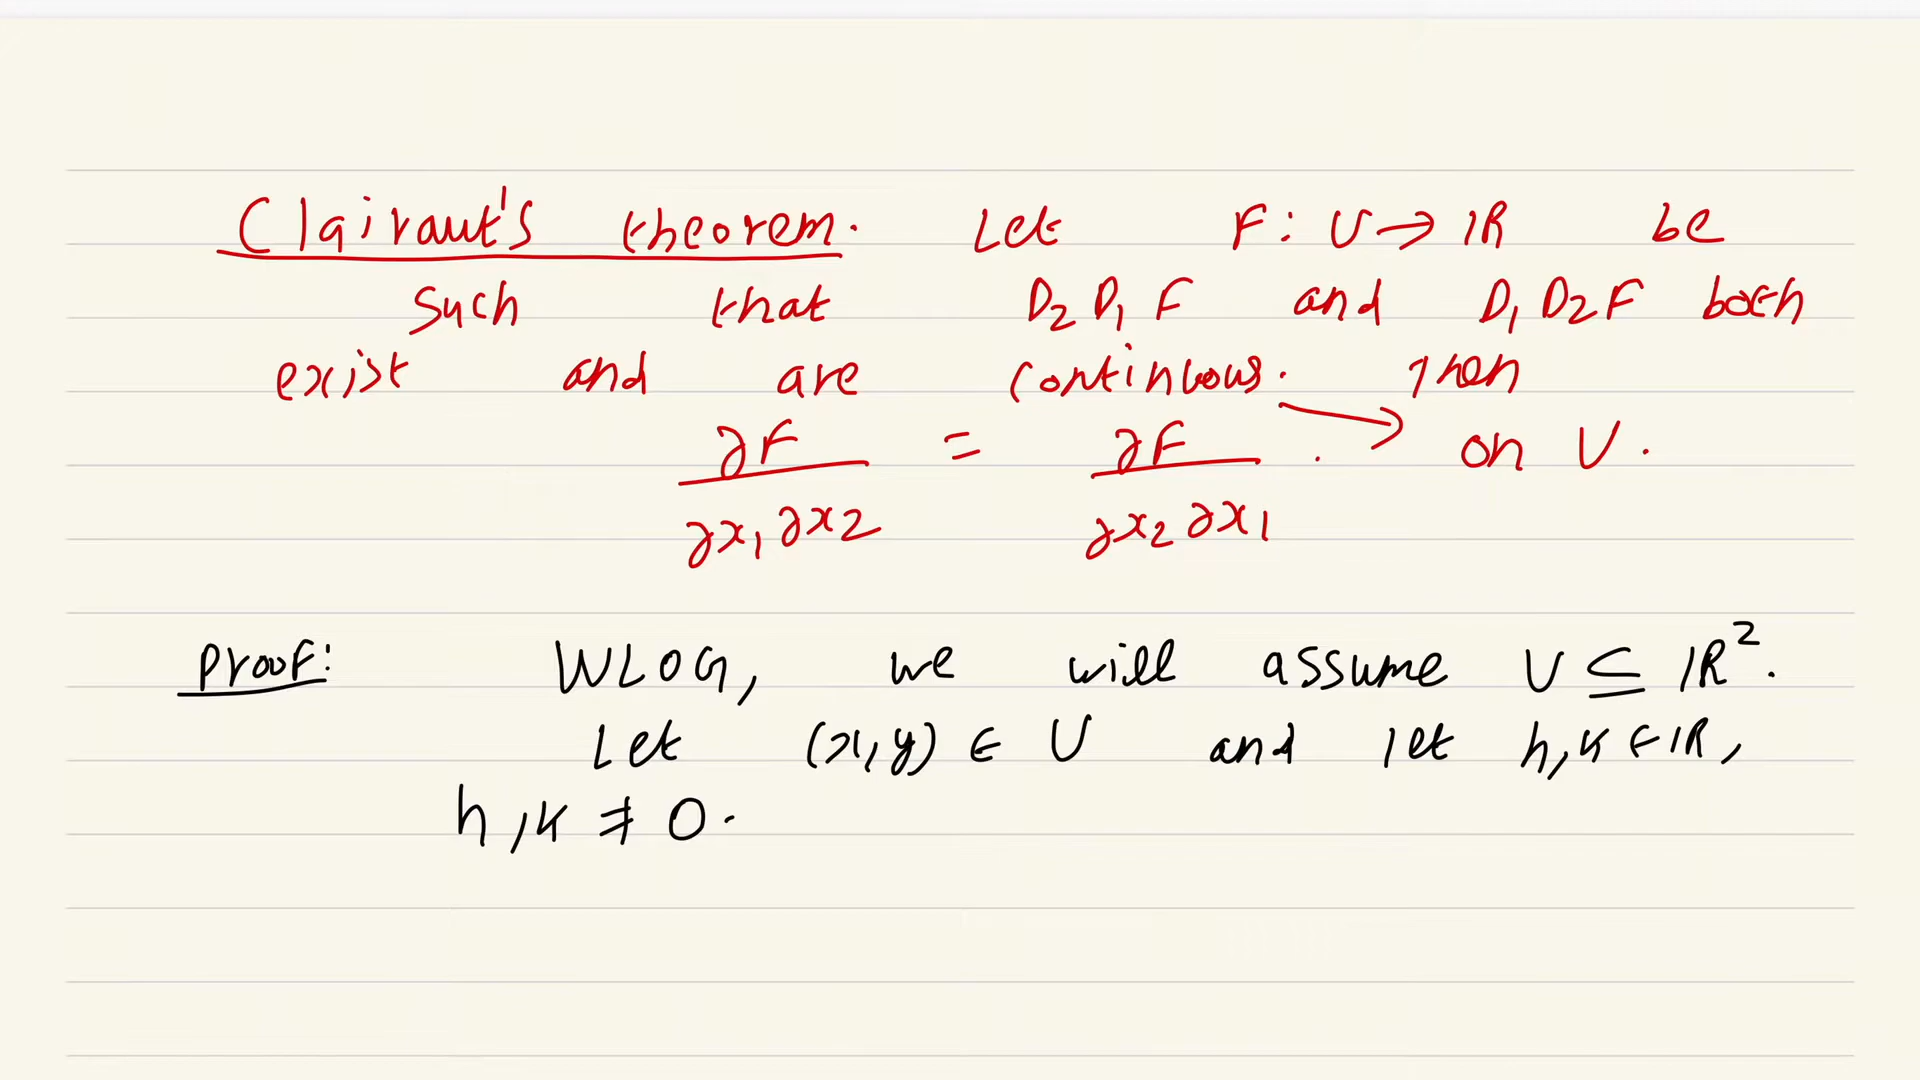 Clairaut's theorem. Let F: U → ℝ be
such that D₂D₁F and D₁D₂F both
exist and are continuous. Then
∂F/∂x₁∂x₂ = ∂F/∂x₂∂x₁ . → on U.
Proof: WLOG, we will assume U ⊆ ℝ².
Let (x,y) ∈ U and let h,k ∈ ℝ,
h,k ≠ 0.